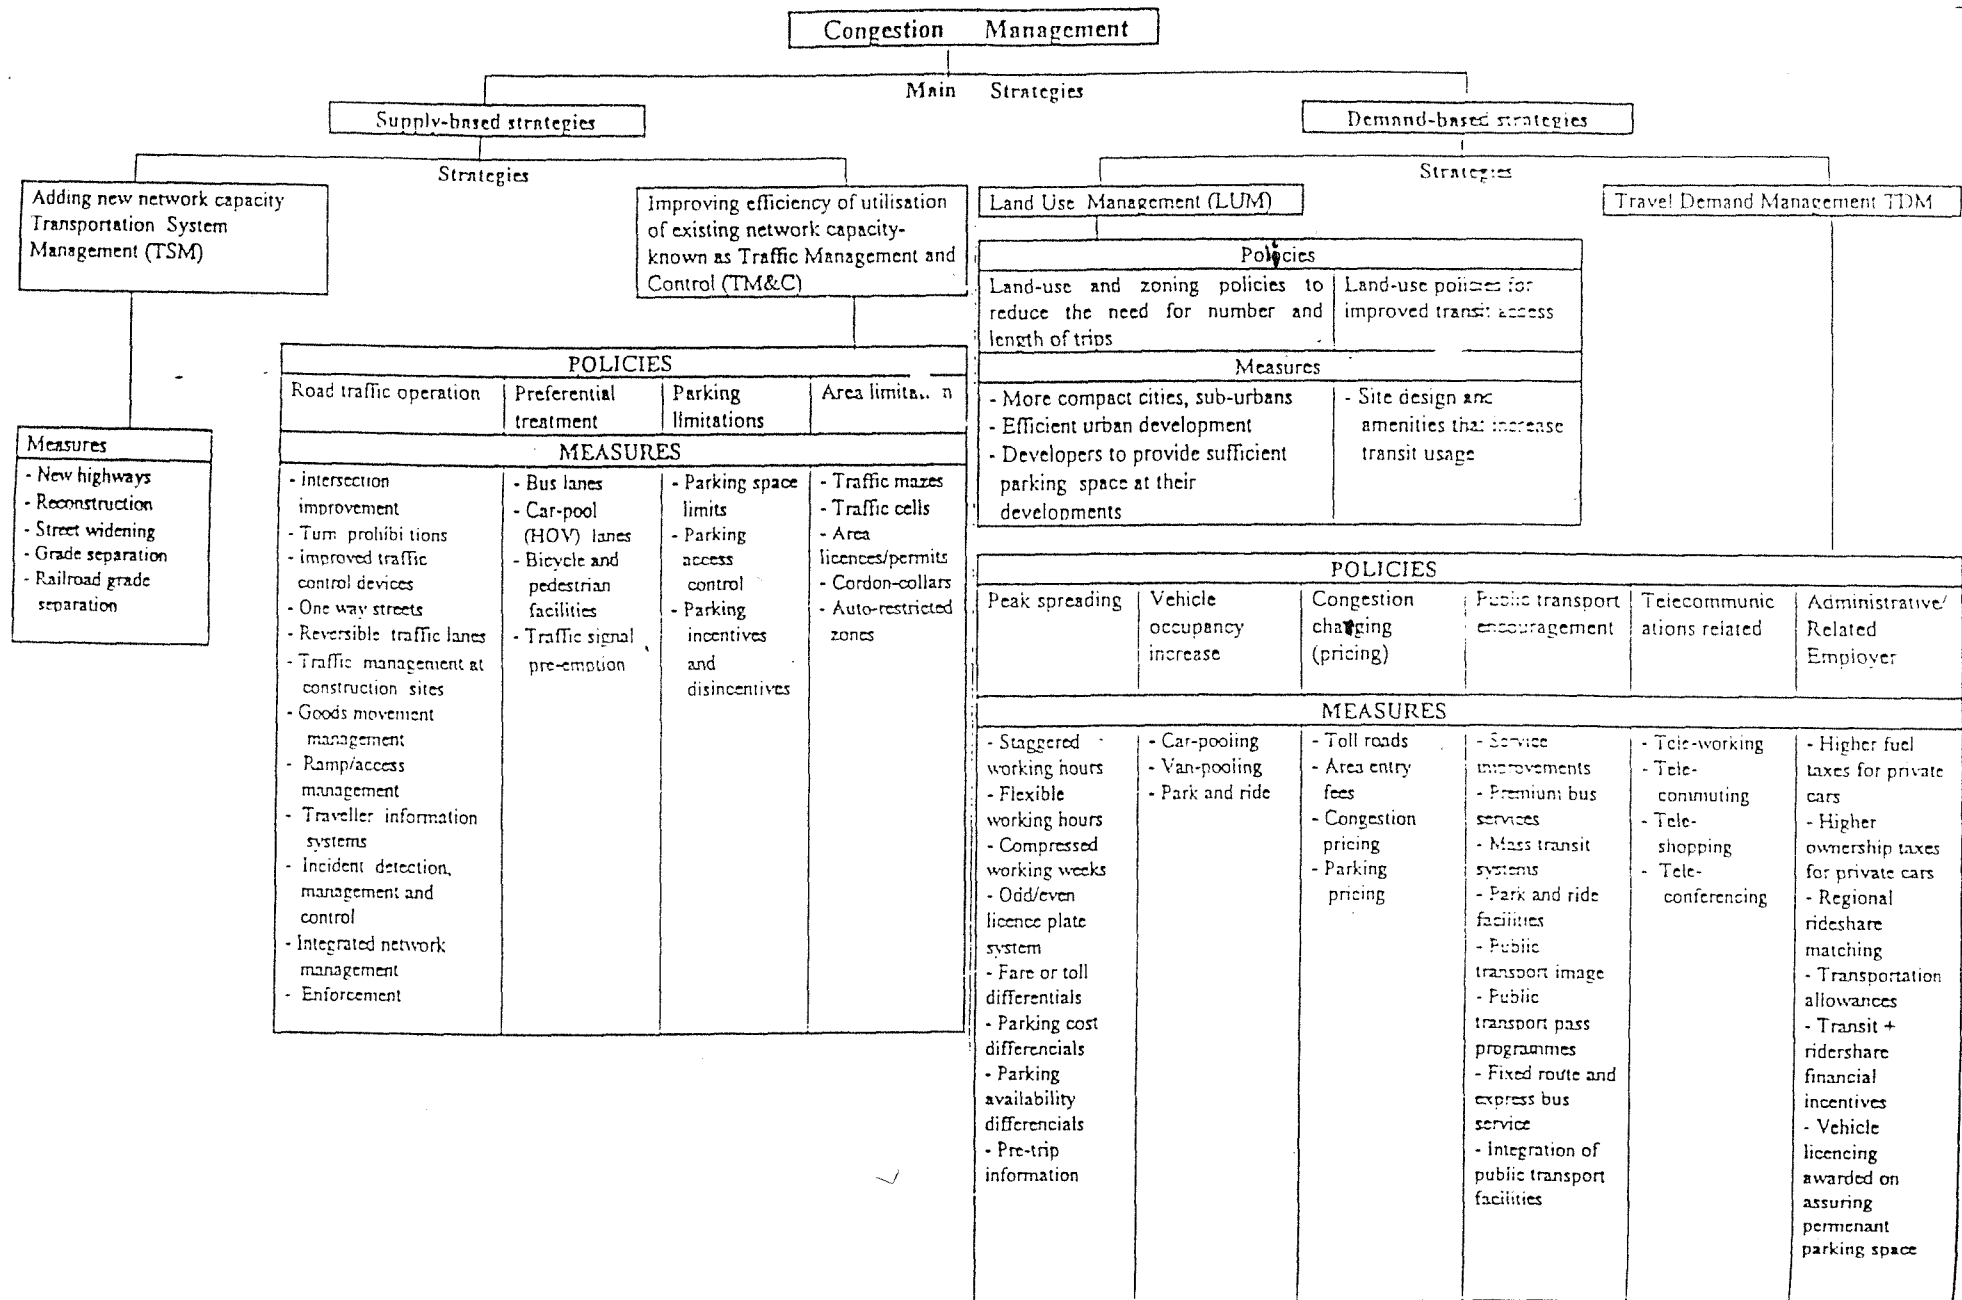 Congestion Management
Main Strategies
Supply-based strategies
Demand-based strategies
Strategies
Strategies
Adding new network capacity
Transportation System
Management (TSM)
Improving efficiency of utilisation
of existing network capacity-
known as Traffic Management and
Control (TM&C)
Land Use Management (LUM)
Travel Demand Management TDM
Measures
- New highways
- Reconstruction
- Street widening
- Grade separation
- Railroad grade
separation
POLICIES
Road traffic operation
Preferential
treatment
Parking
limitations
Area
MEASURES
- Intersection
improvement
- Turn prohibitions
- improved traffic
control devices
- One way streets
- Reversible traffic lanes
- Traffic management at
construction sites
- Goods movement
management
- Ramp/access
management
- Traveller information
systems
- Incident detection,
management and
control
- Integrated network
management
- Enforcement
- Bus lanes
- Car-pool
(HOV) lanes
- Bicycle and
pedestrian
facilities
- Traffic signal
pre-emption
- Parking space
limits
- Parking
access
control
- Parking
incentives
and
disincentives
- Traffic mazes
- Traffic cells
- Area
licences/permits
- Cordon-collars
- Auto-restricted
zones
Policies
Land-use and zoning policies to
reduce the need for number and
length of trips
Land-use policies for
improved transit access
Measures
- More compact cities, sub-urbans
- Efficient urban development
- Developers to provide sufficient
parking space at their
developments
- Site design and
amenities that increase
transit usage
POLICIES
Peak spreading
Vehicle
occupancy
increase
Congestion
charging
(pricing)
Public transport
encouragement
Telecommunic
ations related
Administrative/
Related
Employer
MEASURES
- Staggered
working hours
- Flexible
working hours
- Compressed
working weeks
- Odd/even
licence plate
system
- Fare or toll
differentials
- Parking cost
differencials
- Parking
availability
differencials
- Pre-trip
information
- Car-pooling
- Van-pooling
- Park and ride
- Toll roads
- Area entry
fees
- Congestion
pricing
- Parking
pricing
- Service
improvements
- Premium bus
services
- Mass transit
systems
- Park and ride
facilities
- Public
transport image
- Public
transport pass
programmes
- Fixed route and
express bus
service
- Integration of
public transport
facilities
- Tele-working
- Tele-
commuting
- Tele-
shopping
- Tele-
conferencing
- Higher fuel
taxes for private
cars
- Higher
ownership taxes
for private cars
- Regional
rideshare
matching
- Transportation
allowances
- Transit +
ridershare
financial
incentives
- Vehicle
licencing
awarded on
assuring
permenant
parking space